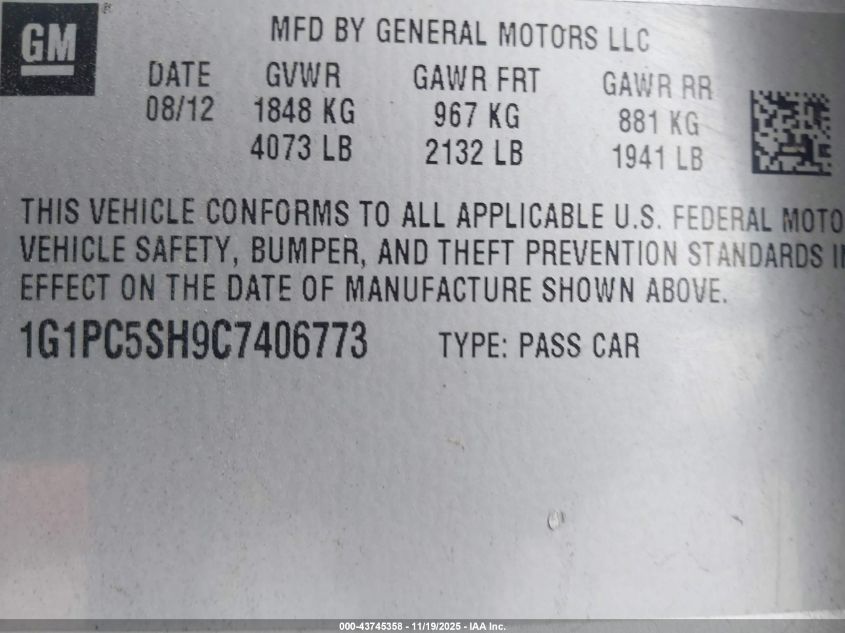 GM®
MFD BY GENERAL MOTORS LLC
DATE GVWR GAWR FRT GAWR RR
08/12 1848 KG 967 KG 881 KG
4073 LB 2132 LB 1941 LB
THIS VEHICLE CONFORMS TO ALL APPLICABLE U.S. FEDERAL MOTO
VEHICLE SAFETY, BUMPER, AND THEFT PREVENTION STANDARDS IN
EFFECT ON THE DATE OF MANUFACTURE SHOWN ABOVE.
1G1PC5SH9C7406773 TYPE: PASS CAR
000-43745358 - 11/19/2025 - IAA Inc.